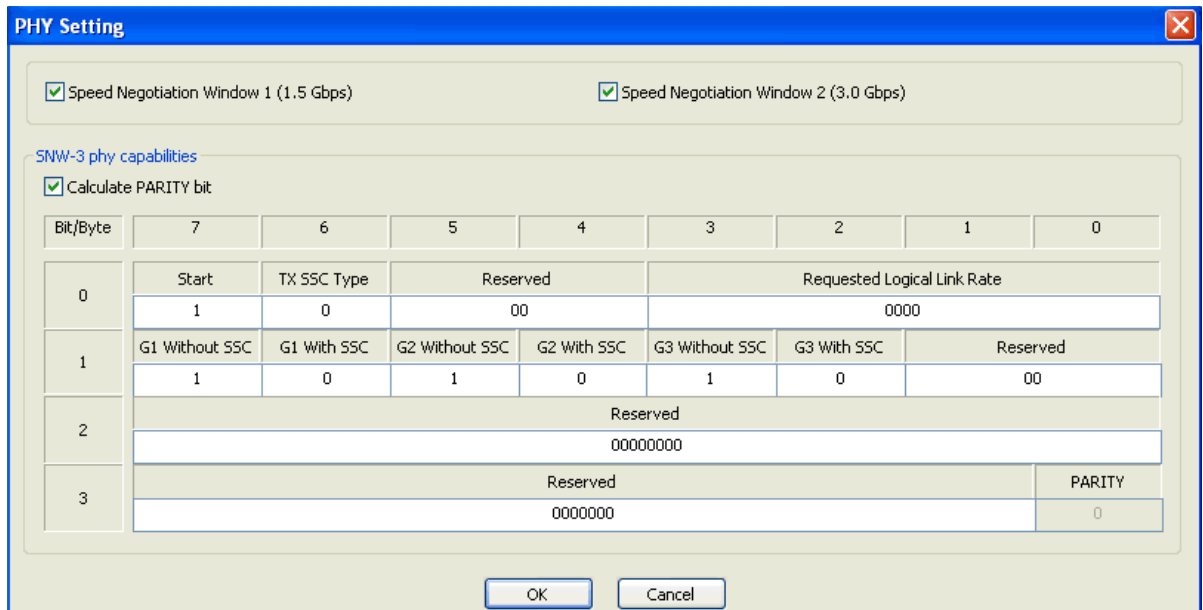 PHY Setting
Speed Negotiation Window 1 (1.5 Gbps) Speed Negotiation Window 2 (3.0 Gbps)
SNW-3 phy capabilities
Calculate PARITY bit
Bit/Byte 7 6 5 4 3 2 1 0
0 Start TX SSC Type Reserved Requested Logical Link Rate
1 0 00 0000
1 G1 Without SSC G1 With SSC G2 Without SSC G2 With SSC G3 Without SSC G3 With SSC Reserved
1 0 1 0 1 0 00
2 Reserved
00000000
3 Reserved PARITY
0000000 0
OK Cancel